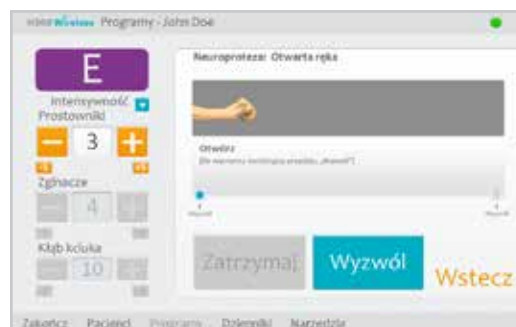 Wireless Programy - John Doe
E
Intensywność
Prostowniki
3
Zginacze
4
Kłąb kciuka
10
Neuroproteza: Otwarta ręka
Otwórz
Zatrzymaj
Wyzwól
Wstecz
Zakończ Pacjenci Programy Dzienniki Narzędzia